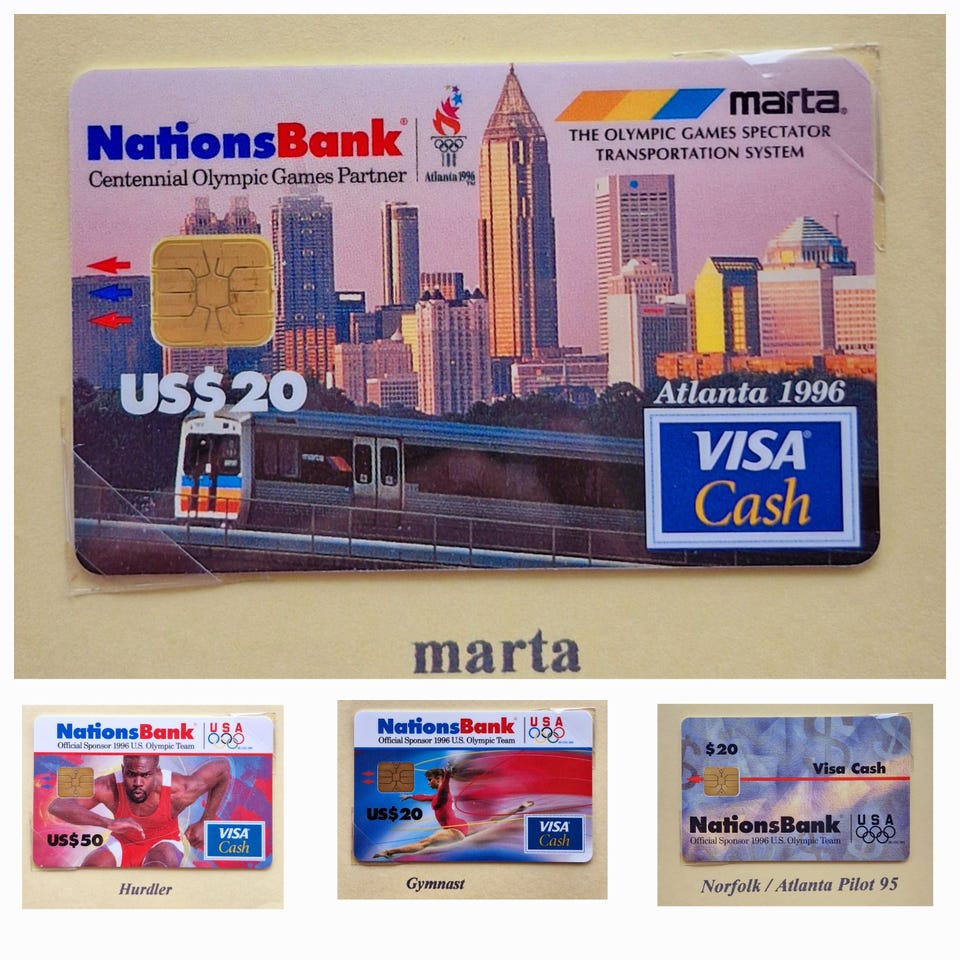 NationsBank®
Centennial Olympic Games Partner
Atlanta 1996
TM
marta®
THE OLYMPIC GAMES SPECTATOR
TRANSPORTATION SYSTEM
US$20
marta
Atlanta 1996
VISA®
Cash
marta
NationsBank®
Official Sponsor 1996 U.S. Olympic Team
USA
US$50
VISA
Cash
Hurdler
NationsBank®
Official Sponsor 1996 U.S. Olympic Team
USA
US$20
VISA
Cash
Gymnast
$20
Visa Cash
NationsBank®
Official Sponsor 1996 U.S. Olympic Team
USA
Norfolk / Atlanta Pilot 95